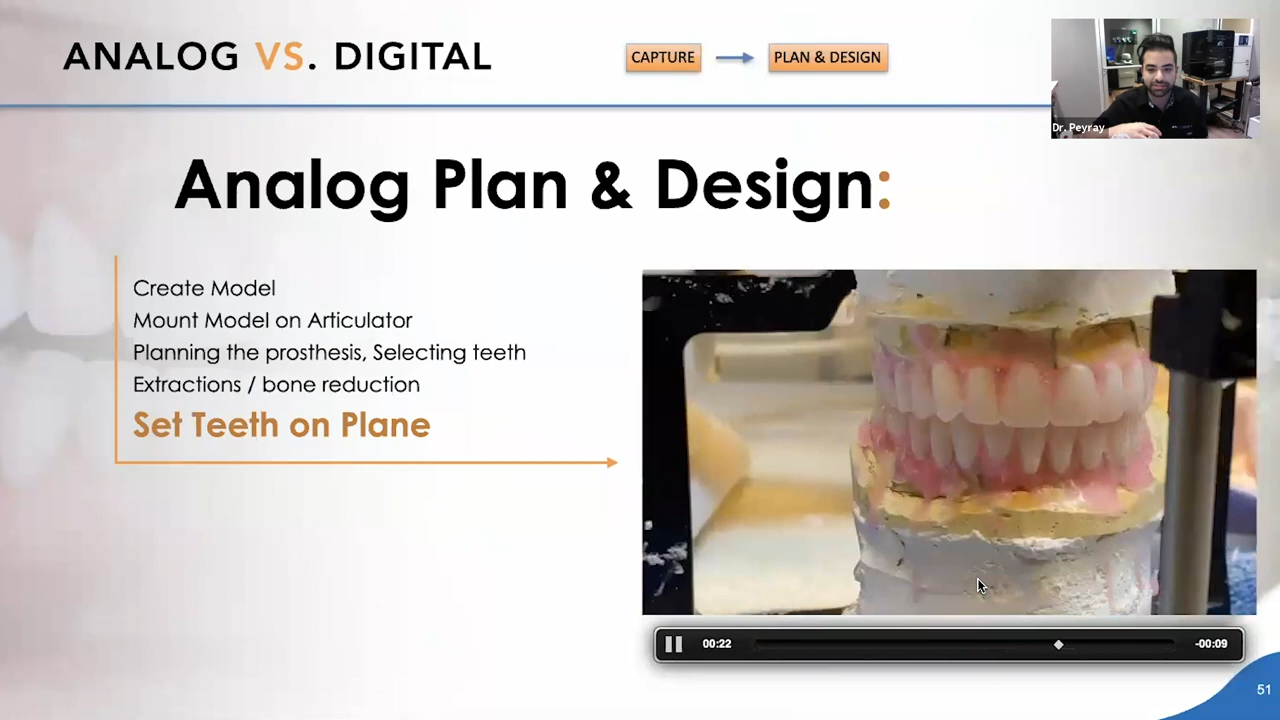 ANALOG VS. DIGITAL
CAPTURE
PLAN & DESIGN
Dr. Peyray
Analog Plan & Design:
Create Model
Mount Model on Articulator
Planning the prosthesis, Selecting teeth
Extractions / bone reduction
Set Teeth on Plane
00:22
-00:09
51